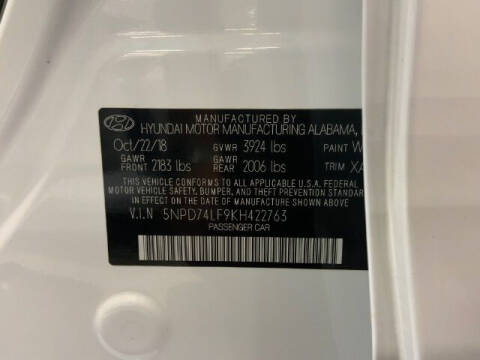 MANUFACTURED BY
HYUNDAI MOTOR MANUFACTURING ALABAMA,
Oct/22/18 GVWR 3924 lbs PAINT W
GAWR FRONT 2183 lbs GAWR REAR 2006 lbs TRIM XA
THIS VEHICLE CONFORMS TO ALL APPLICABLE U.S.A. FEDERAL
MOTOR VEHICLE SAFETY, BUMPER, AND THEFT PREVENTION STANDARDS
IN EFFECT ON THE DATE OF MANUFACTURE SHOWN ABOVE.
V.I.N 5NPD74LF9KH422763
PASSENGER CAR